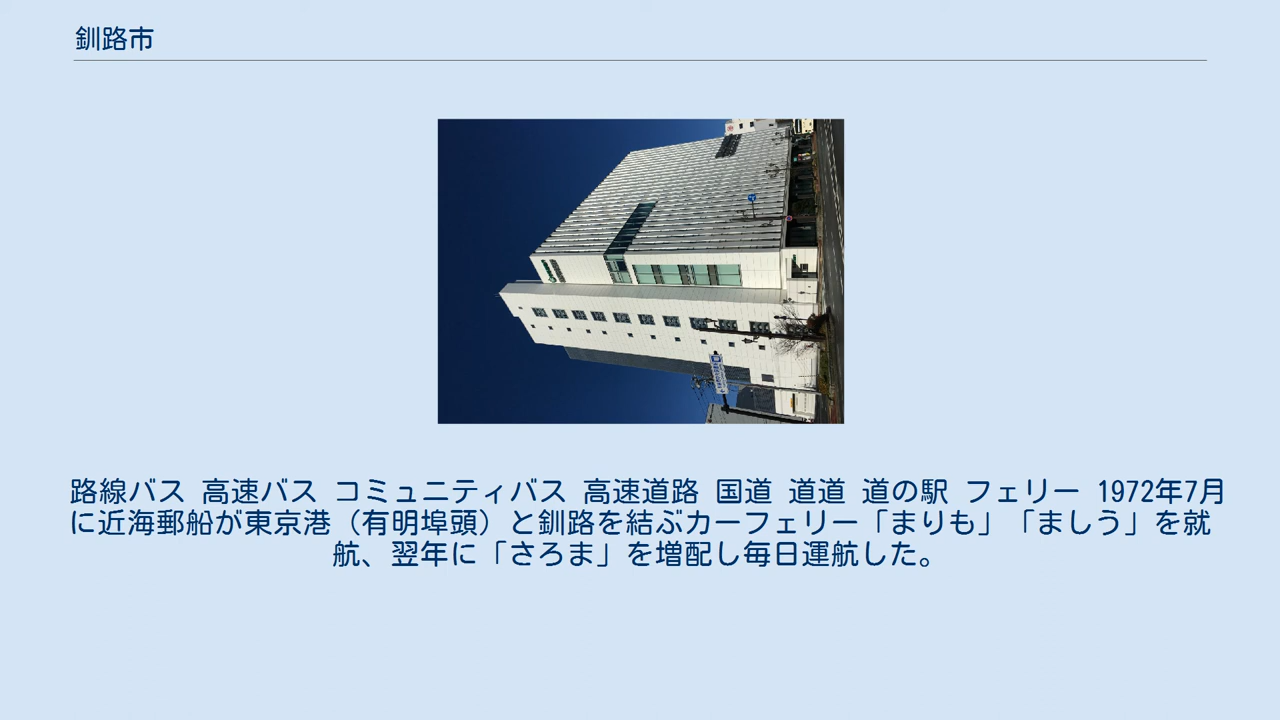 釧路市
路線バス 高速バス コミュニティバス 高速道路 国道 道道 道の駅 フェリー 1972年7月
に近海郵船が東京港（有明埠頭）と釧路を結ぶカーフェリー「まりも」「ましう」を就
航、翌年に「さろま」を増配し毎日運航した。